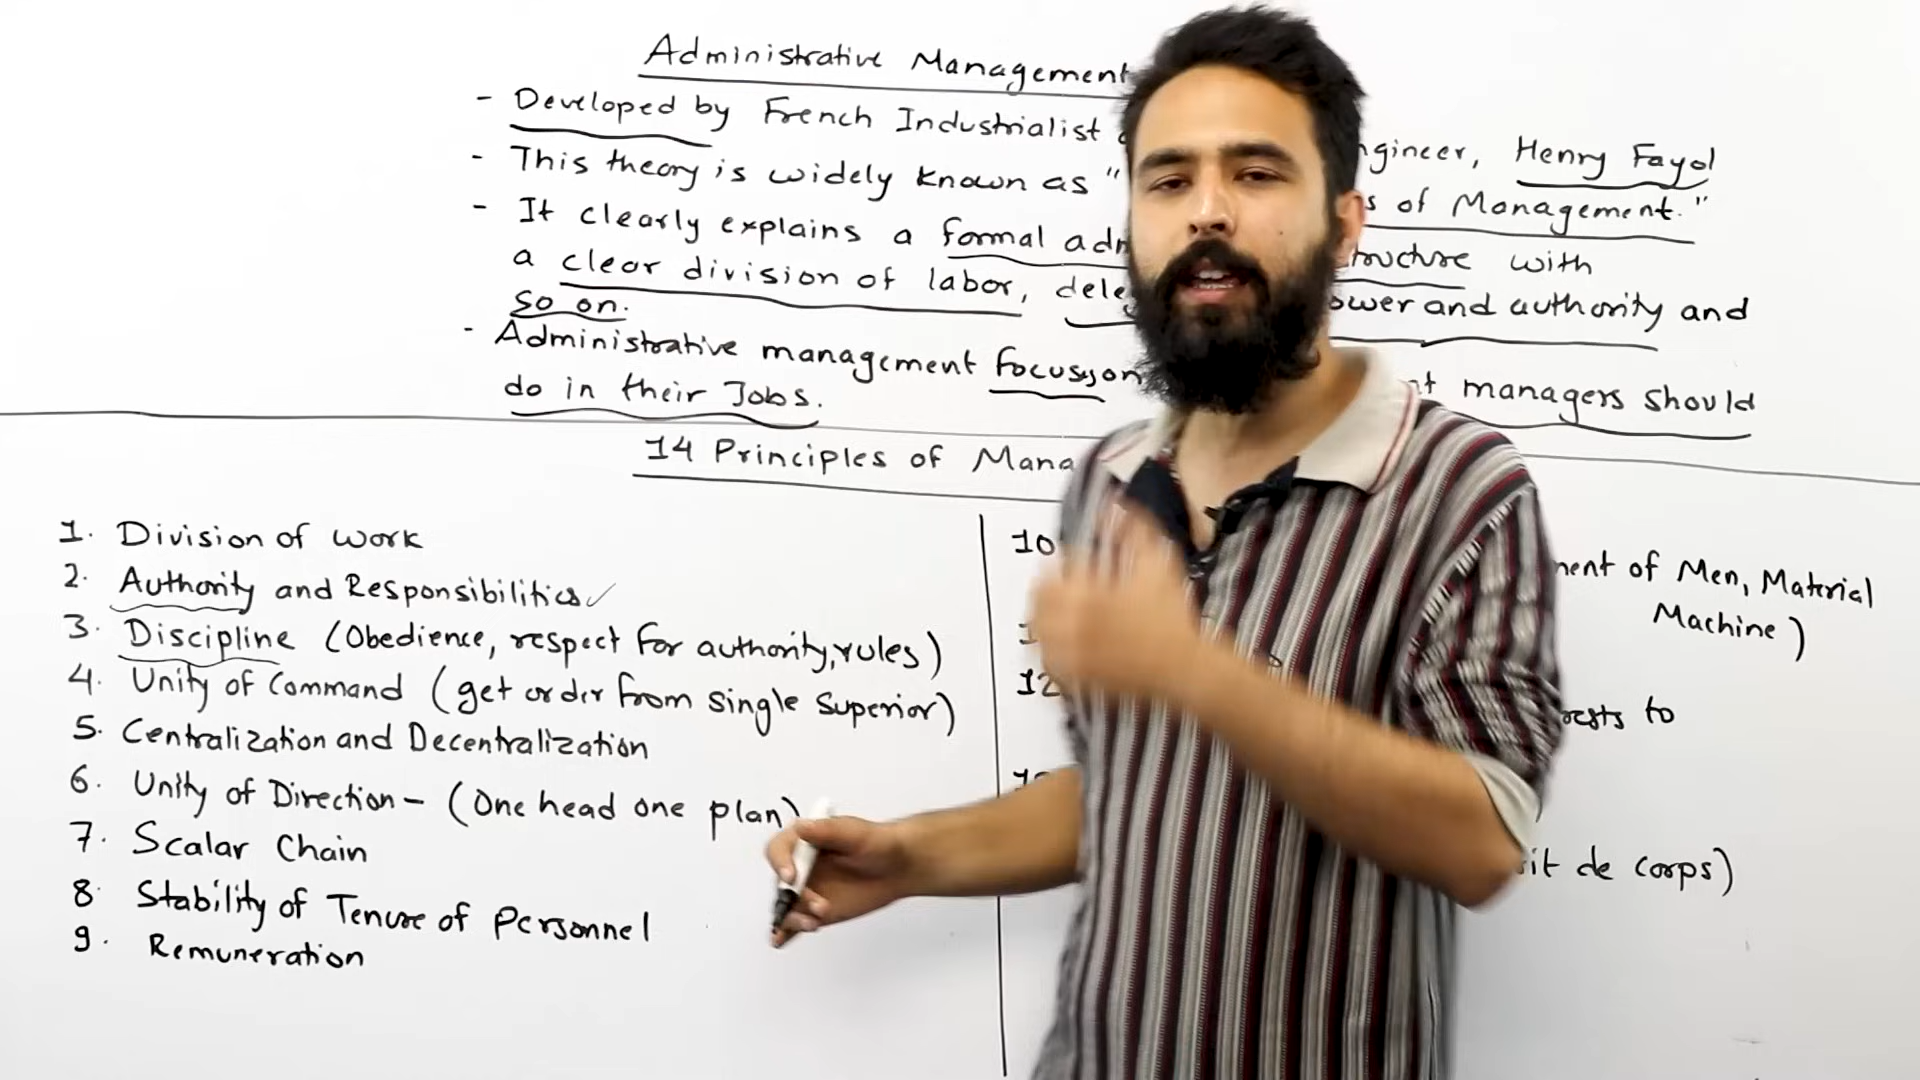 Administrative Management
- Developed by French Industrialist gineer, Henry Fayol
- This theory is widely known as " s of Management."
- It clearly explains a formal adm tructure with
a clear division of labor, dele ower and authority and
so on.
- Administrative management focuses on t managers should
do in their Jobs.
14 Principles of Mana
1. Division of work
2. Authority and Responsibilities ✓
3. Discipline (Obedience, respect for authority, rules)
4. Unity of Command (get order from single superior)
5. Centralization and Decentralization
6. Unity of Direction - (One head one plan)
7. Scalar Chain
8. Stability of Tenure of Personnel
9. Remuneration
10 ment of Men, Material
Machine)
12 rests to
it de corps)